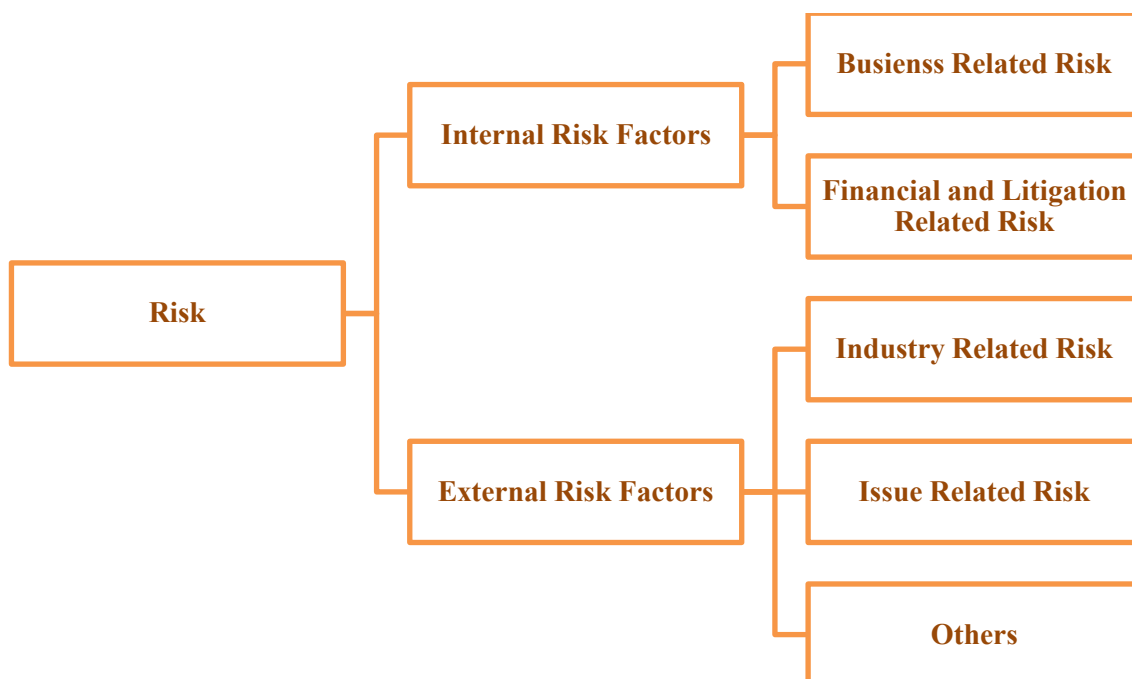 Risk
Internal Risk Factors
Busienss Related Risk
Financial and Litigation
Related Risk
External Risk Factors
Industry Related Risk
Issue Related Risk
Others